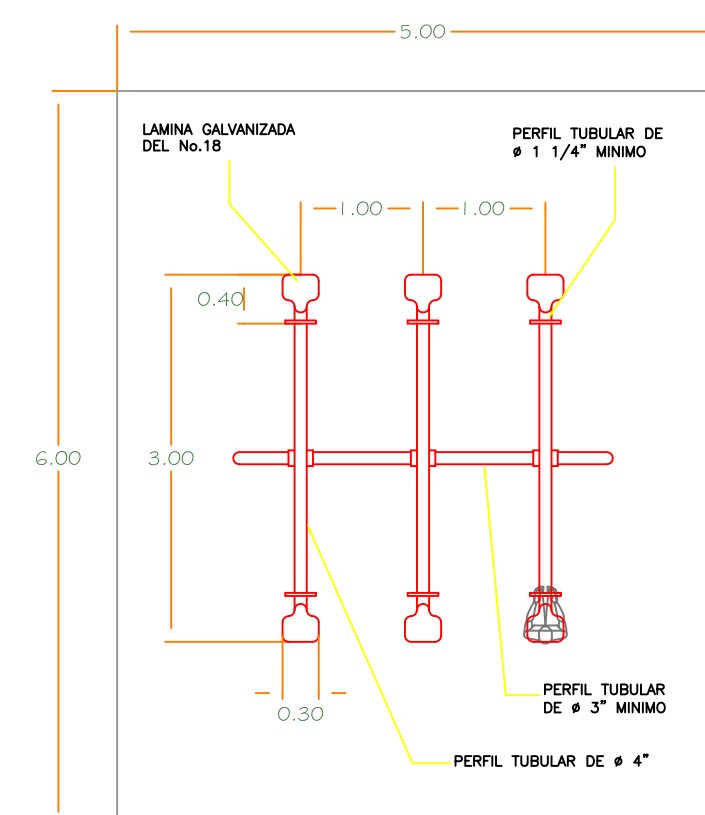 5.00
LAMINA GALVANIZADA
DEL No.18
PERFIL TUBULAR DE
ø 1 1/4" MINIMO
1.00
1.00
0.40
6.00
3.00
PERFIL TUBULAR
DE ø 3" MINIMO
0.30
PERFIL TUBULAR DE ø 4"